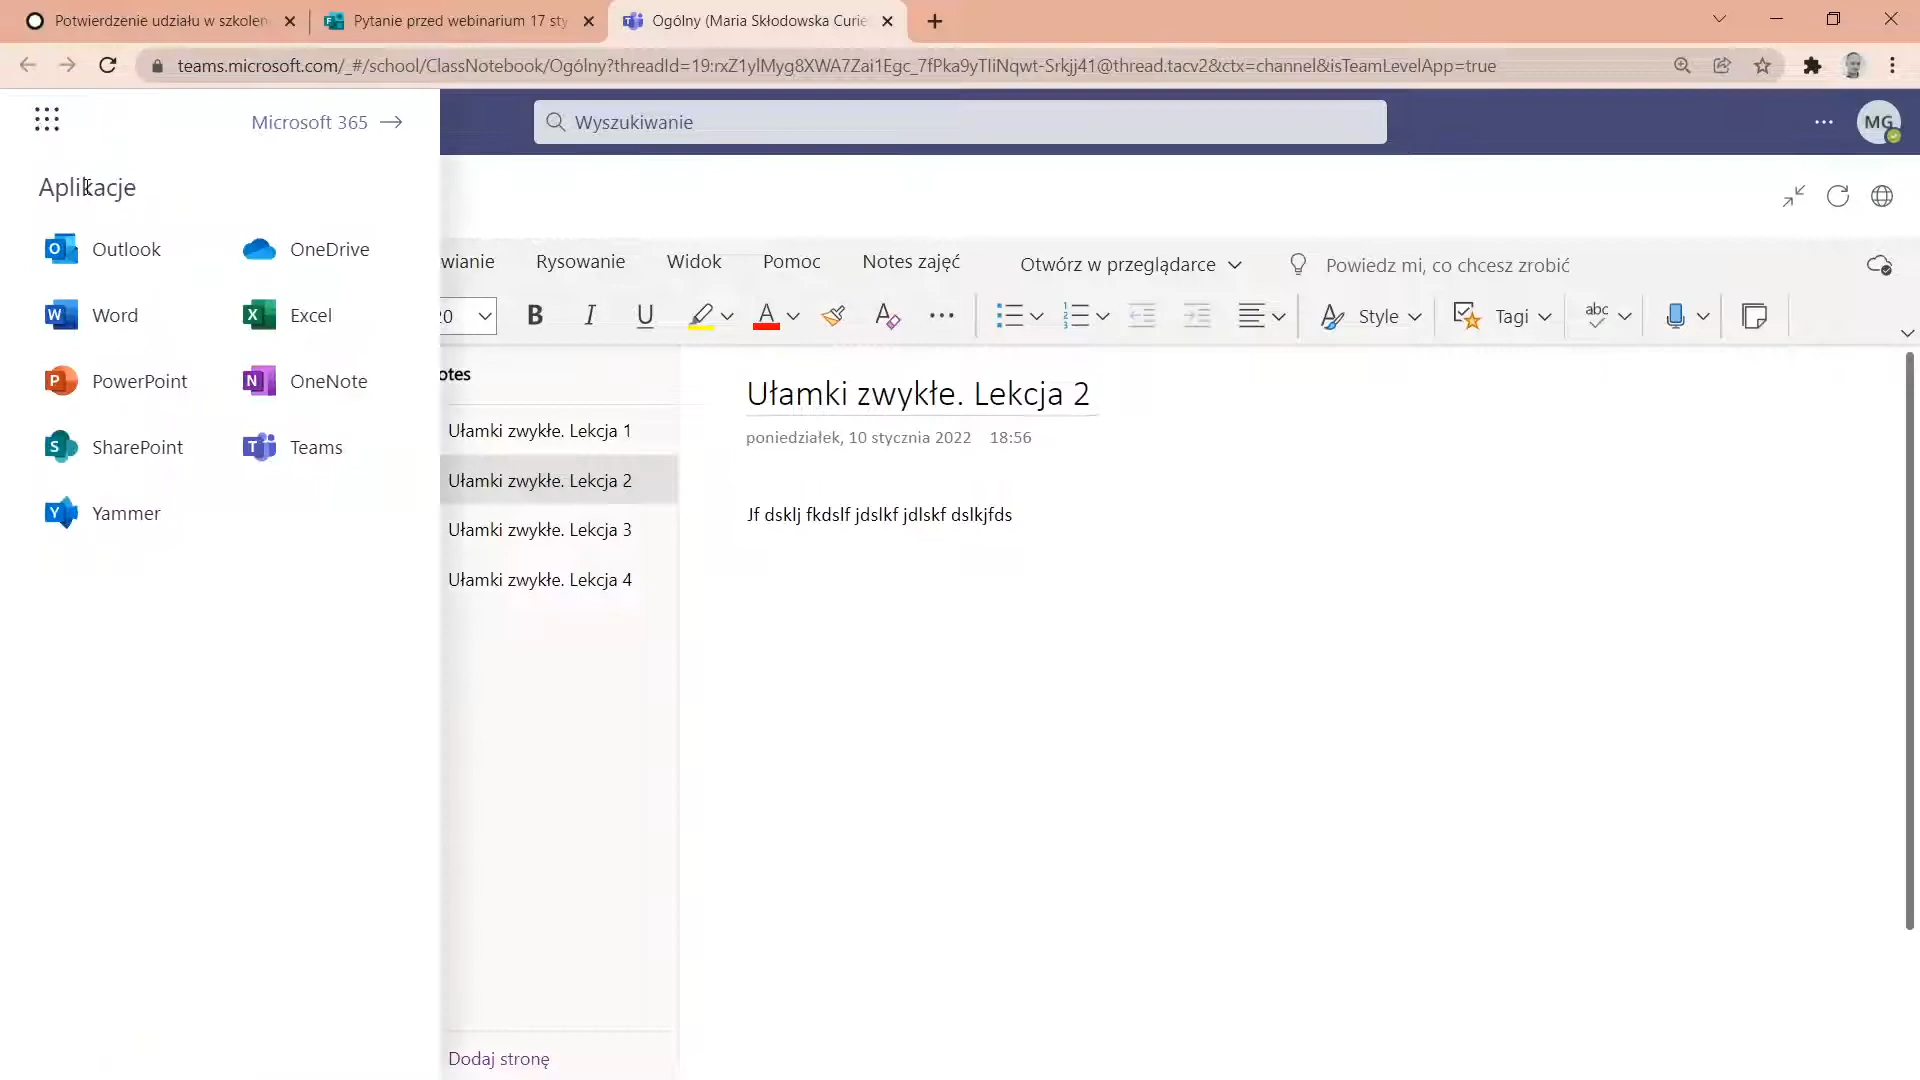 Potwierdzenie udziału w szkolen
Pytanie przed webinarium 17 sty
Ogólny (Maria Skłodowska Curie
teams.microsoft.com/_#/school/ClassNotebook/Ogólny?threadId=19:rxZ1ylMyg8XWA7Zai1Egc_7fPka9yTliNqwt-Srkjj41@thread.tacv2&ctx=channel&isTeamLevelApp=true
Microsoft 365
Wyszukiwanie
MG
Aplikacje
Outlook
OneDrive
Word
Excel
PowerPoint
OneNote
SharePoint
Teams
Yammer
wianie
Rysowanie
Widok
Pomoc
Notes zajęć
Otwórz w przeglądarce
Powiedz mi, co chcesz zrobić
20
B
I
U
A
Style
Tagi
abc
otes
Ułamki zwykłe. Lekcja 1
Ułamki zwykłe. Lekcja 2
Ułamki zwykłe. Lekcja 3
Ułamki zwykłe. Lekcja 4
Dodaj stronę
Ułamki zwykłe. Lekcja 2
poniedziałek, 10 stycznia 2022 18:56
Jf dsklj fkdslf jdslkf jdlskf dslkjfds